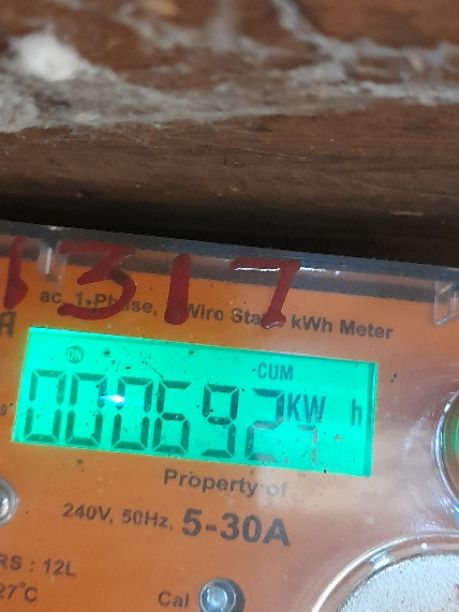 1317
ac, 1-Phase, Wire Sta kWh Meter
ON
CUM
000692 KW h
Property of
240V, 50Hz, 5-30A
RS : 12L
27°C
Cal